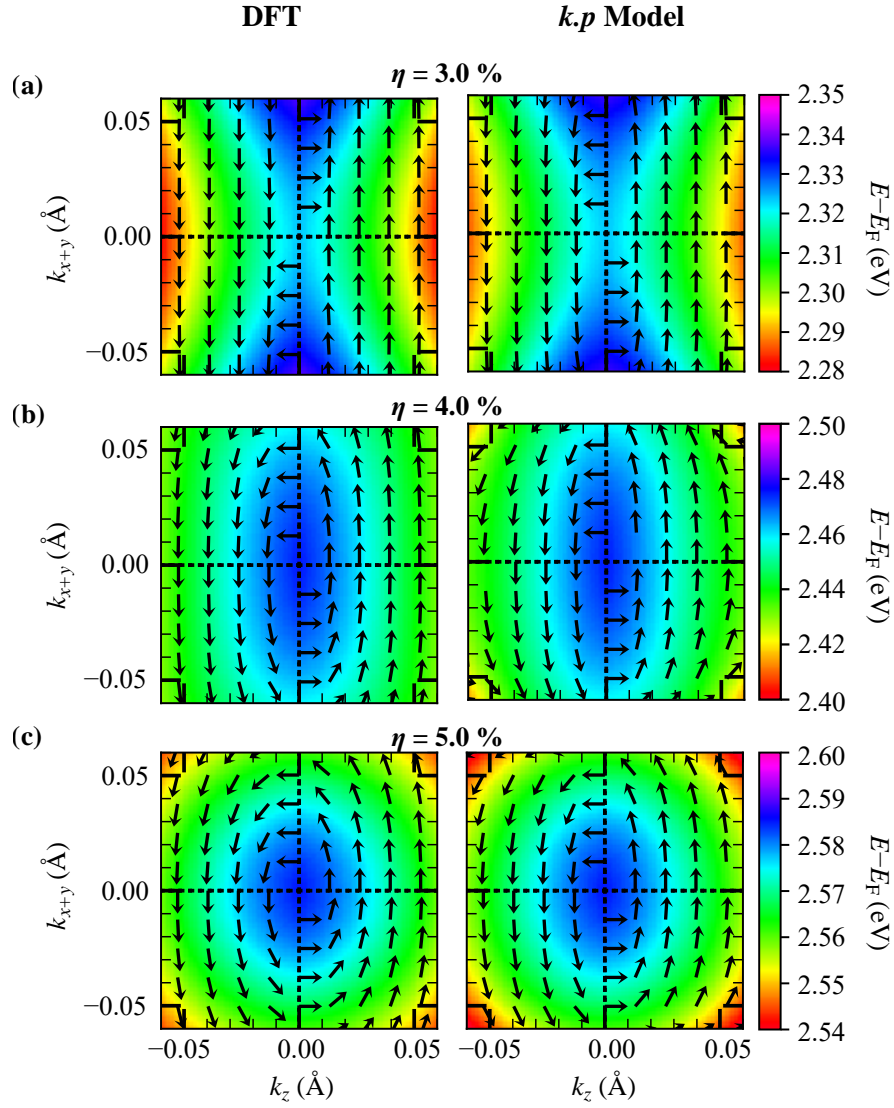 DFT
k.p Model
(a)
η = 3.0 %
0.05
0.00
−0.05
k_{x+y} (Å)
2.35
2.34
2.33
2.32
2.31
2.30
2.29
2.28
E−E_F (eV)
(b)
η = 4.0 %
0.05
0.00
−0.05
k_{x+y} (Å)
2.50
2.48
2.46
2.44
2.42
2.40
E−E_F (eV)
(c)
η = 5.0 %
0.05
0.00
−0.05
k_{x+y} (Å)
2.60
2.59
2.58
2.57
2.56
2.55
2.54
E−E_F (eV)
−0.05 0.00 0.05
k_z (Å)
−0.05 0.00 0.05
k_z (Å)